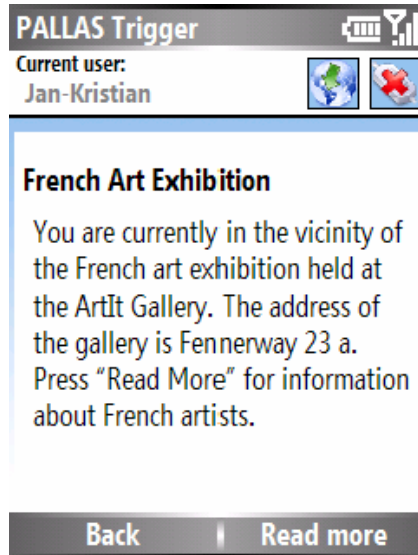 PALLAS Trigger
Current user:
Jan-Kristian
French Art Exhibition
You are currently in the vicinity of
the French art exhibition held at
the ArtIt Gallery. The address of
the gallery is Fennerway 23 a.
Press “Read More” for information
about French artists.
Back
Read more